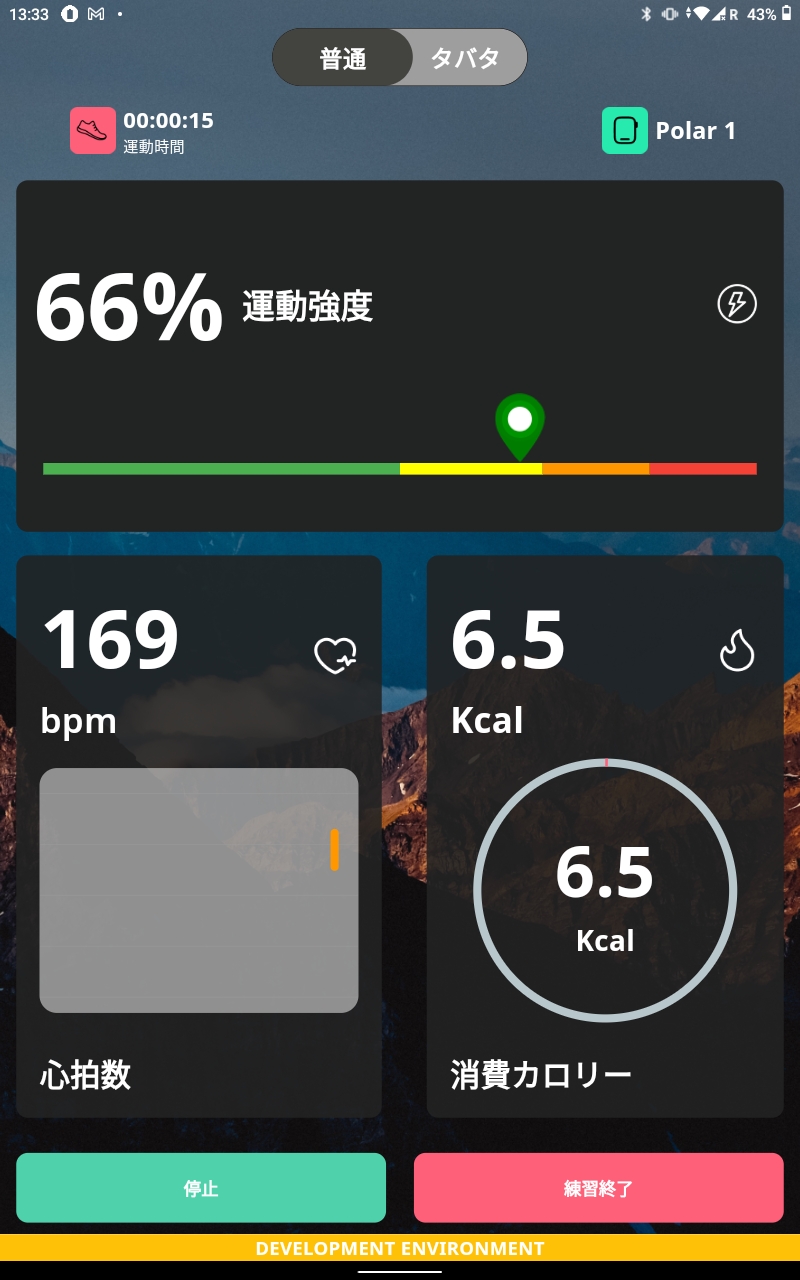 13:33
R 43%
普通 タバタ
00:00:15
運動時間
Polar 1
66% 運動強度
169
bpm
心拍数
6.5
Kcal
6.5
Kcal
消費カロリー
停止
練習終了
DEVELOPMENT ENVIRONMENT